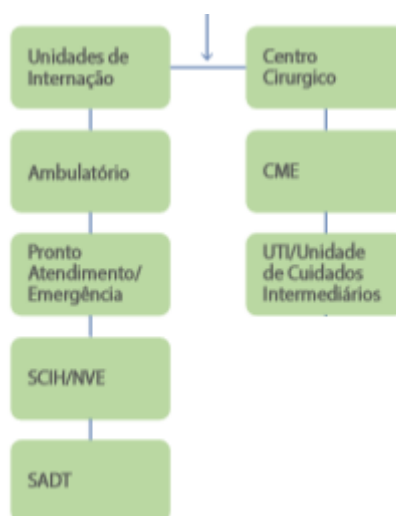 Unidades de
Internação
Ambulatório
Pronto
Atendimento/
Emergência
SCIH/NVE
SADT
Centro
Cirurgico
CME
UTI/Unidade
de Cuidados
Intermediários